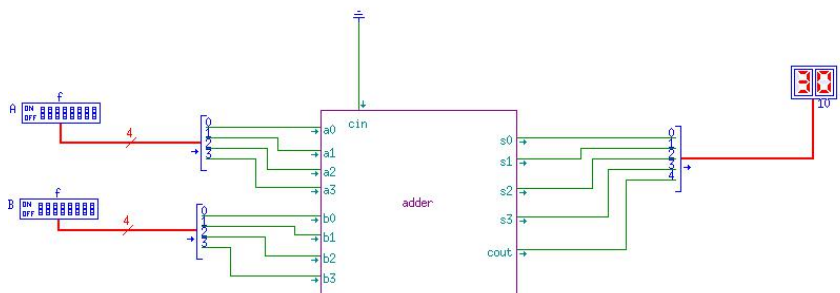 A
f
ON
OFF
4
0
1
2
3
B
f
ON
OFF
4
0
1
2
3
cin
a0
a1
a2
a3
b0
b1
b2
b3
adder
s0
s1
s2
s3
cout
0
1
2
3
4
30
10